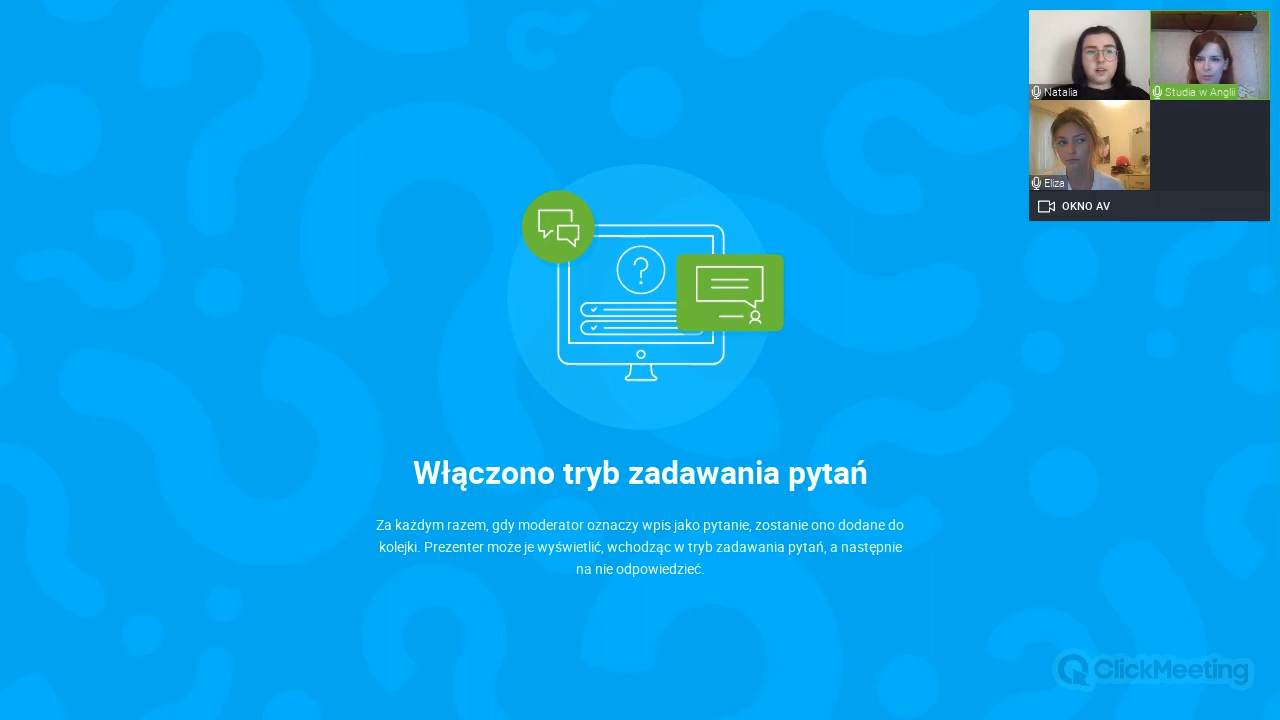 Natalia
Studia w Anglii
Eliza
OKNO AV
?
Włączono tryb zadawania pytań
Za każdym razem, gdy moderator oznaczy wpis jako pytanie, zostanie ono dodane do
kolejki. Prezenter może je wyświetlić, wchodząc w tryb zadawania pytań, a następnie
na nie odpowiedzieć.
ClickMeeting